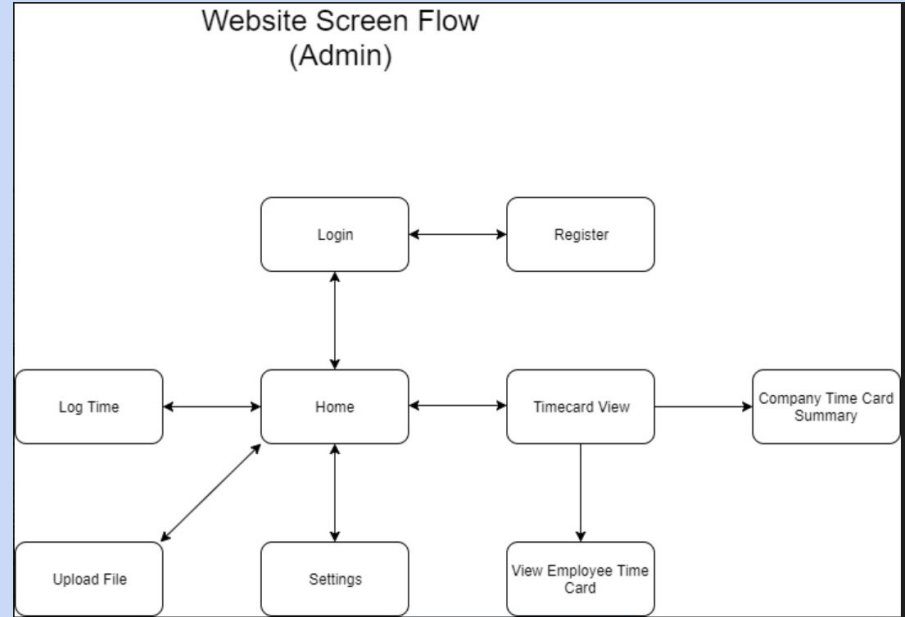 Website Screen Flow
(Admin)
Login
Register
Log Time
Home
Timecard View
Company Time Card
Summary
Upload File
Settings
View Employee Time
Card